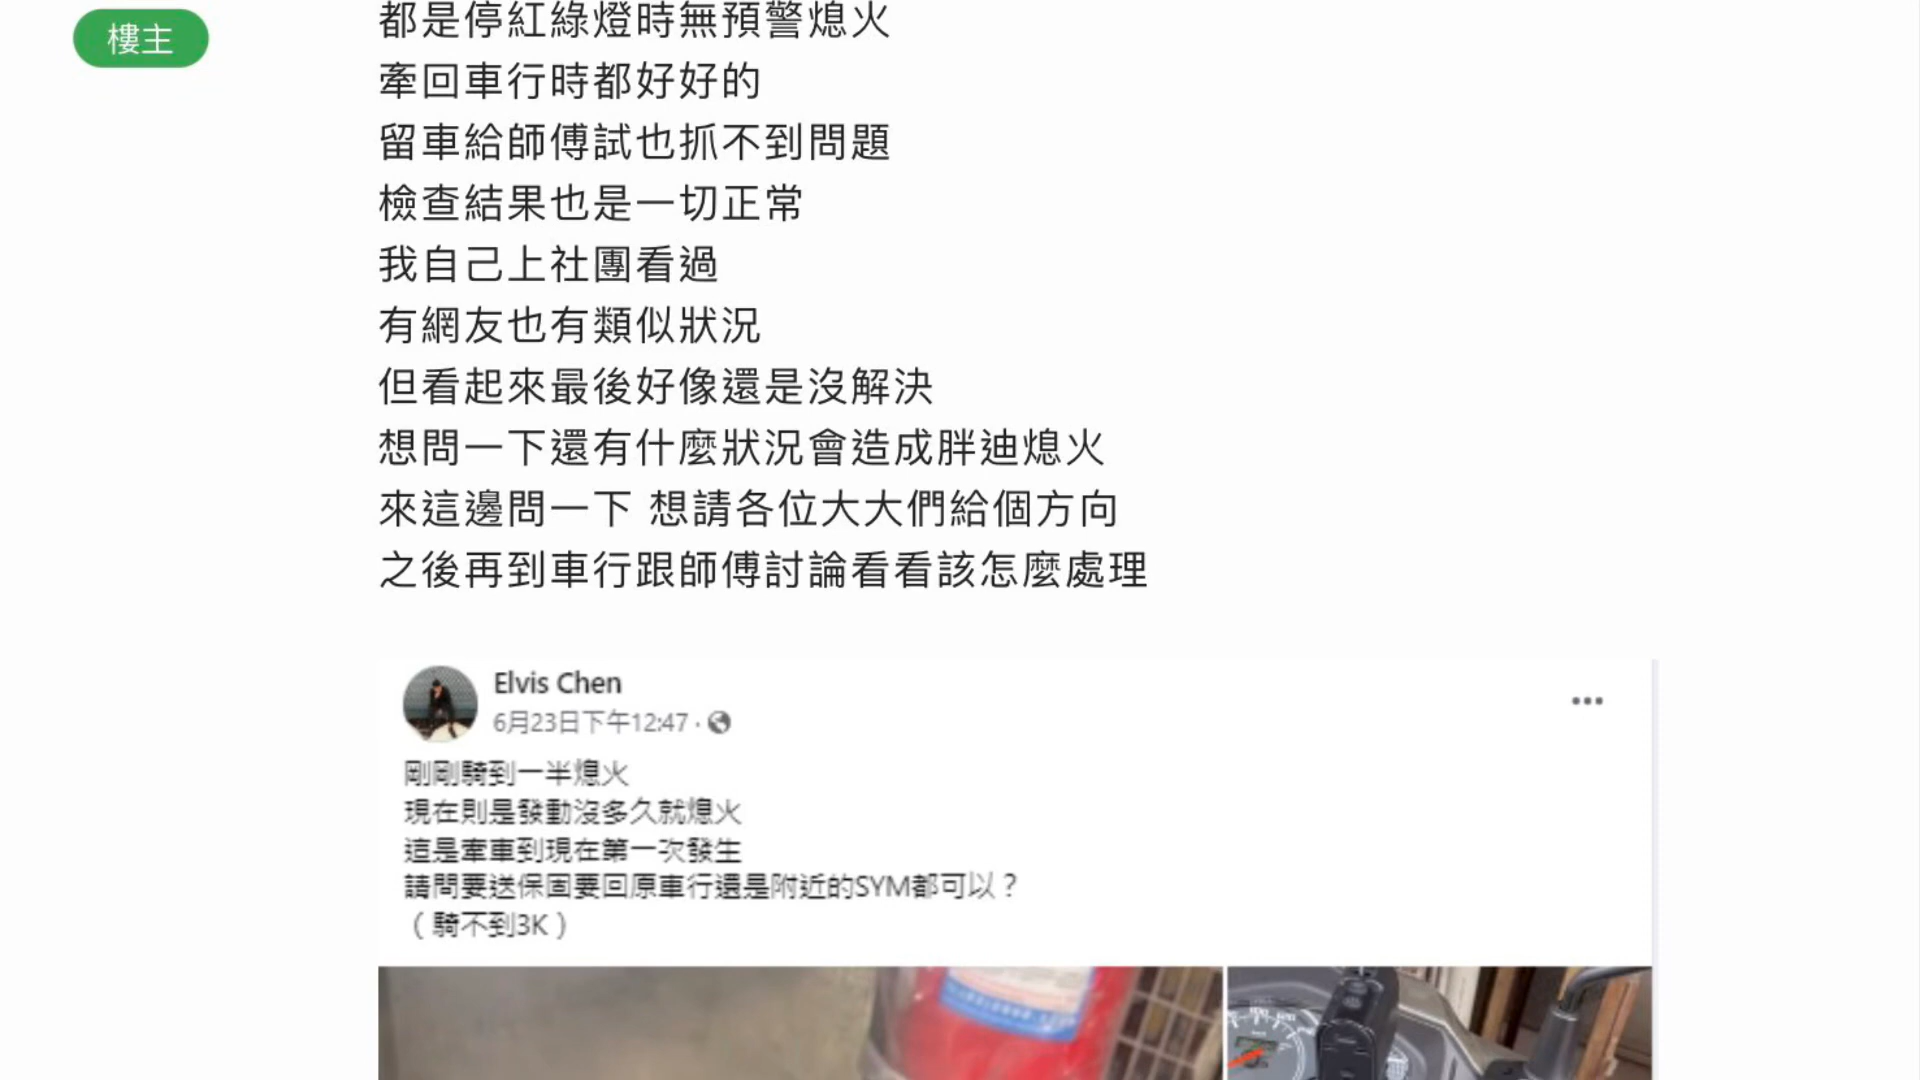 樓主
都是停紅綠燈時無預警熄火
牽回車行時都好好的
留車給師傅試也抓不到問題
檢查結果也是一切正常
我自己上社團看過
有網友也有類似狀況
但看起來最後好像還是沒解決
想問一下還有什麼狀況會造成胖迪熄火
來這邊問一下 想請各位大大們給個方向
之後再到車行跟師傅討論看看該怎麼處理
Elvis Chen
6月23日下午12:47 ·
剛剛騎到一半熄火
現在則是發動沒多久就熄火
這是牽車到現在第一次發生
請問要送保固要回原車行還是附近的SYM都可以？
（騎不到3K）